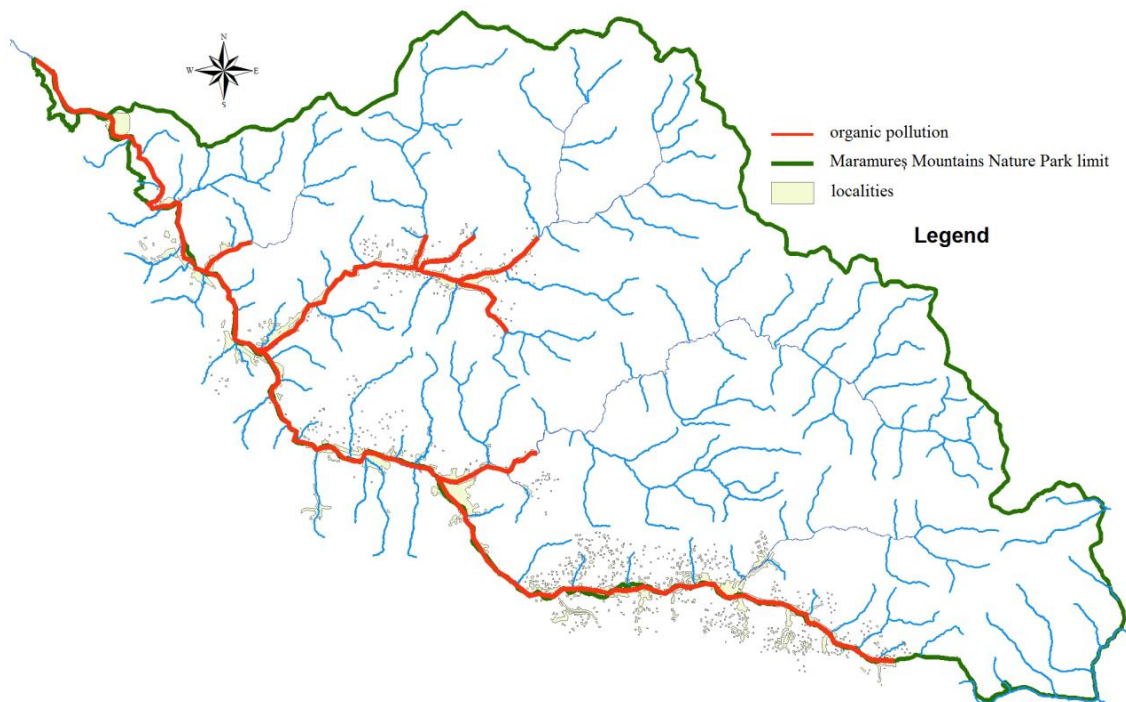 N
W
E
S
organic pollution
Maramureș Mountains Nature Park limit
localities
Legend